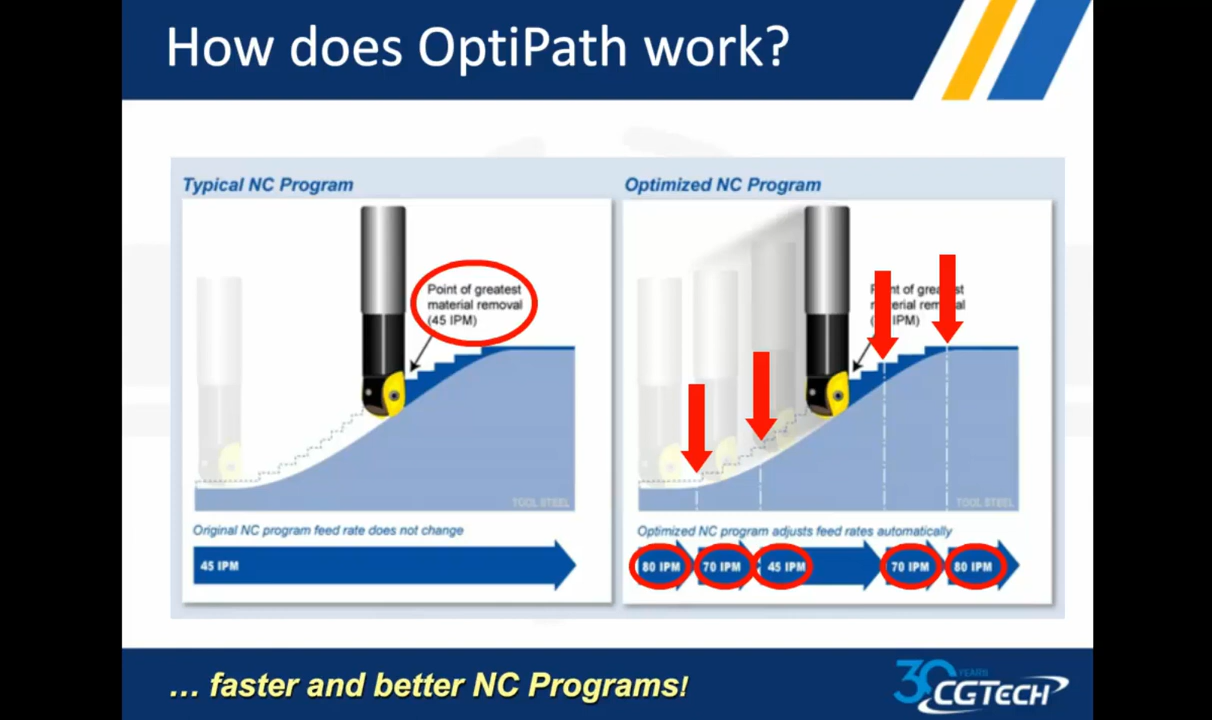 How does OptiPath work?
Typical NC Program
Point of greatest
material removal
(45 IPM)
TOOL STEEL
Original NC program feed rate does not change
45 IPM
Optimized NC Program
TOOL STEEL
Optimized NC program adjusts feed rates automatically
80 IPM
70 IPM
45 IPM
70 IPM
80 IPM
… faster and better NC Programs!
30 YEARS
CGTECH